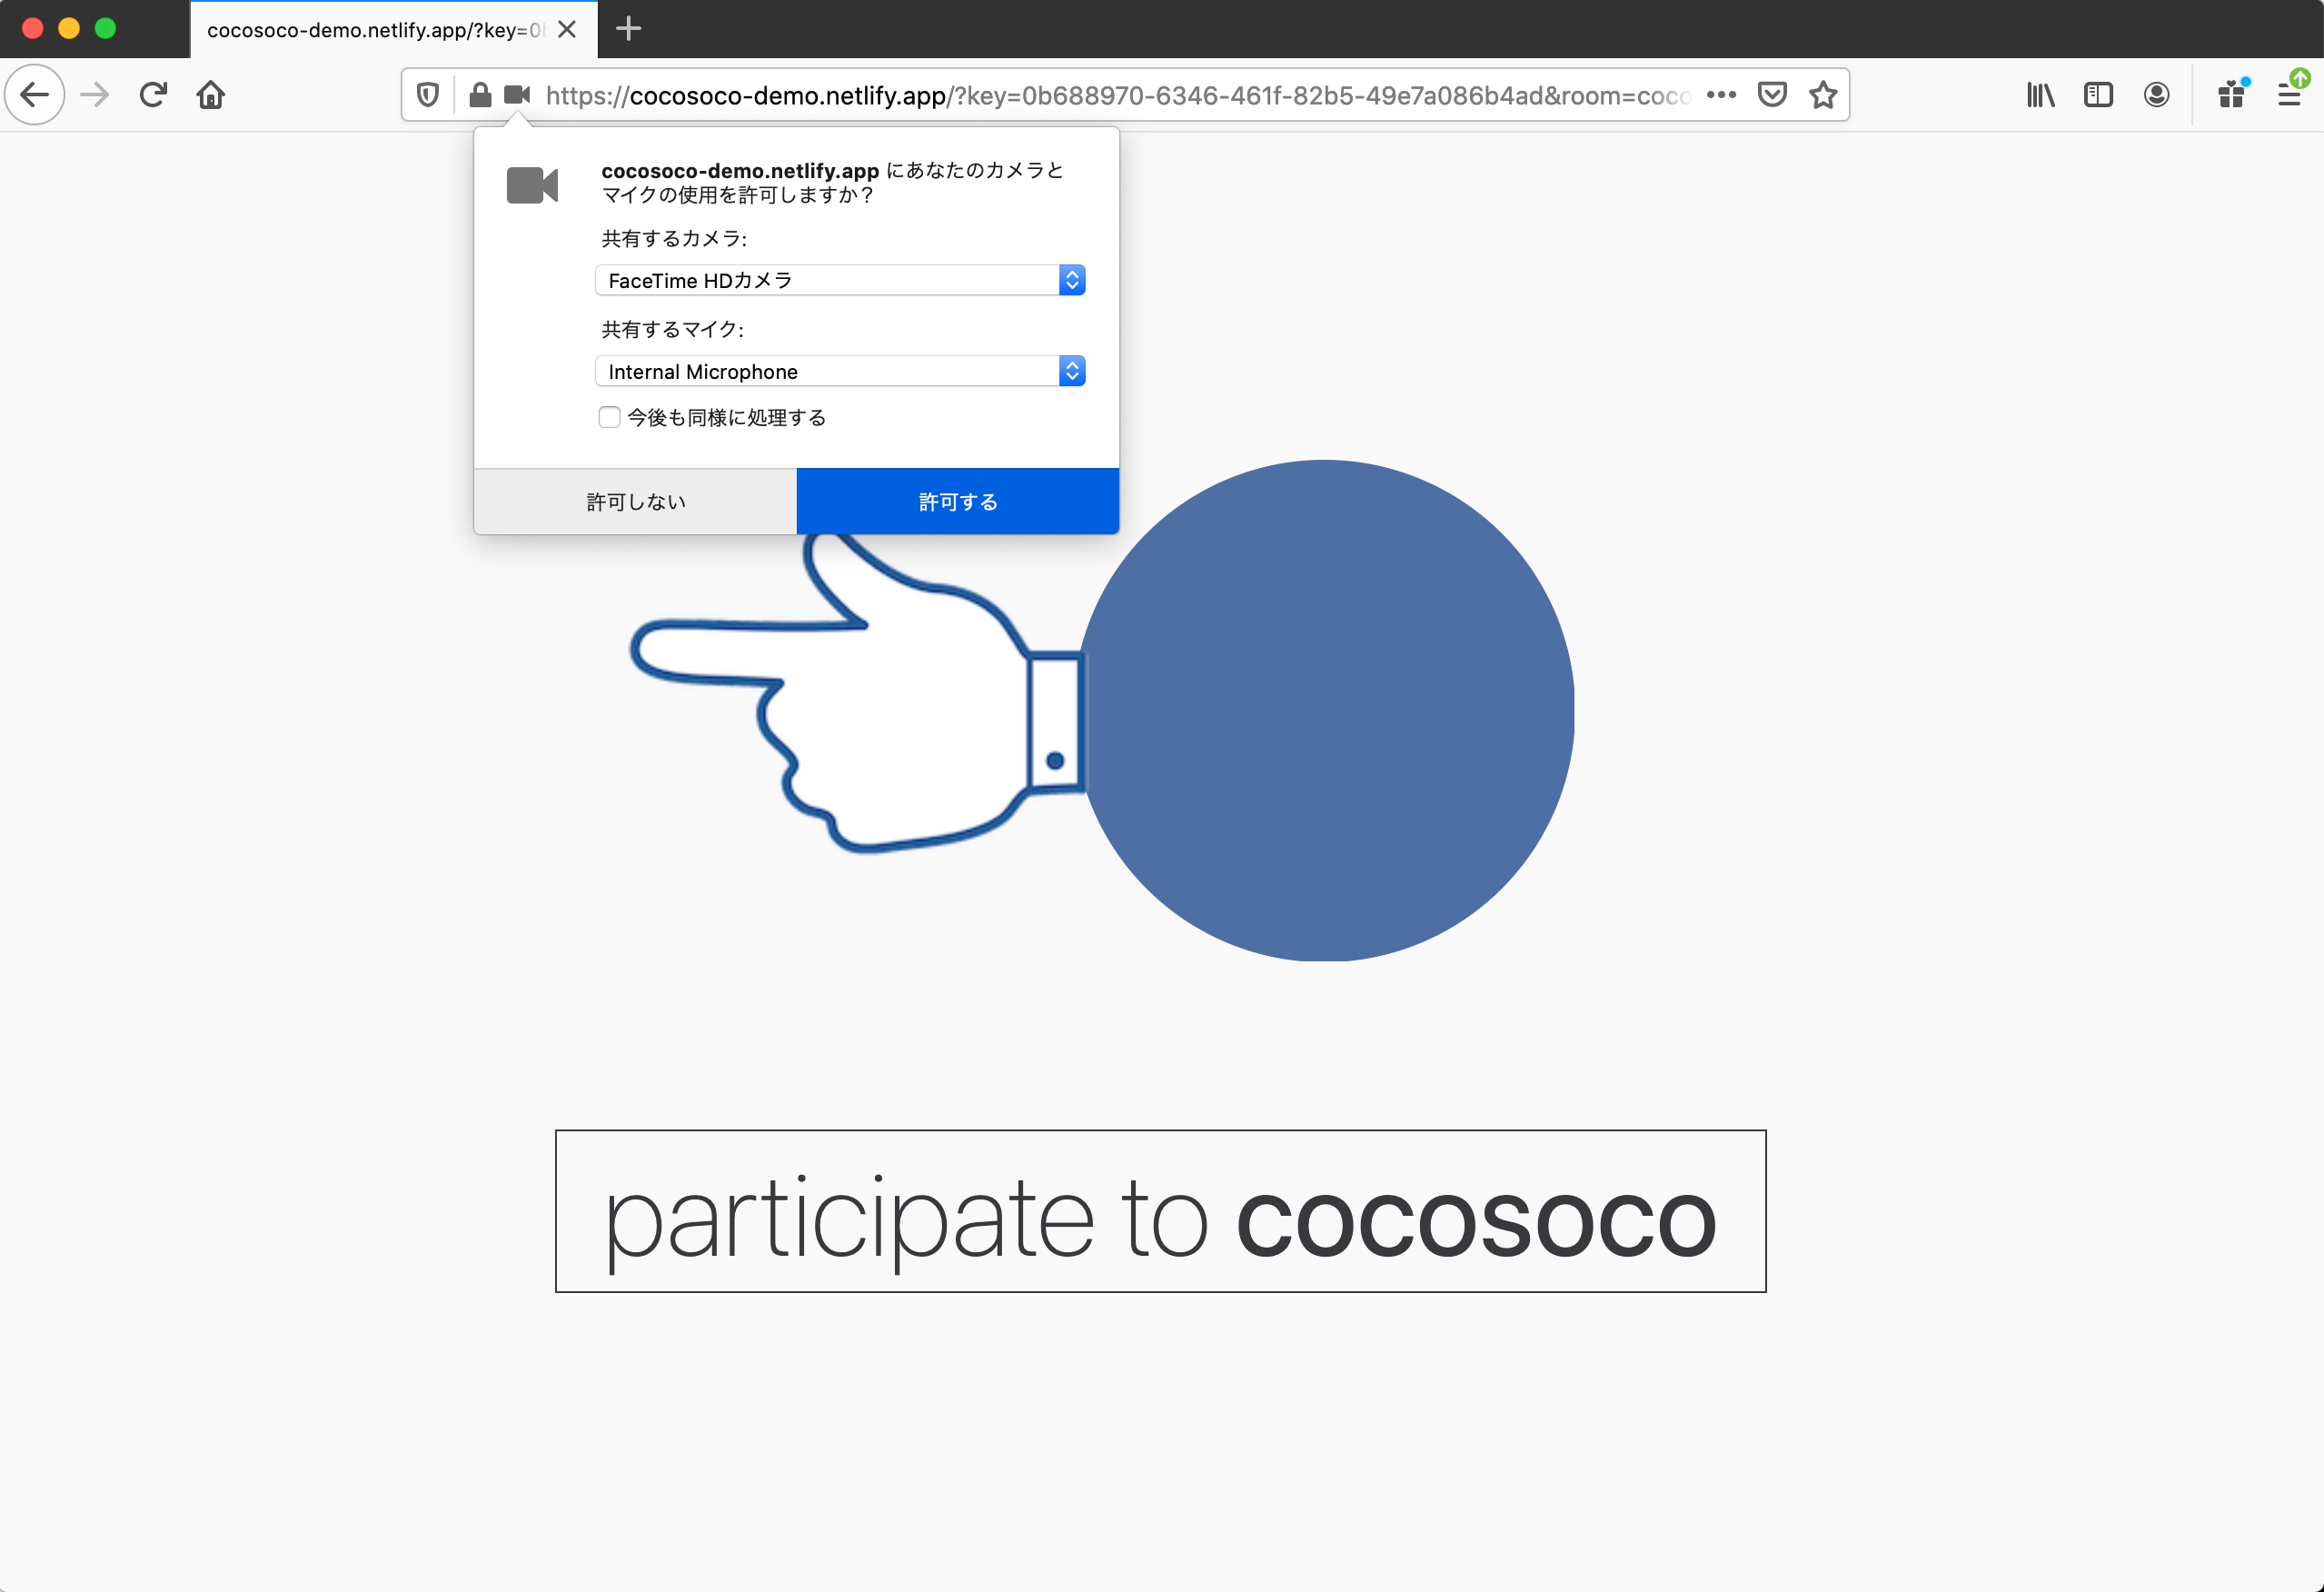 cocosoco-demo.netlify.app/?key=0
https://cocosoco-demo.netlify.app/?key=0b688970-6346-461f-82b5-49e7a086b4ad&room=coco
cocosoco-demo.netlify.app にあなたのカメラと
マイクの使用を許可しますか？
共有するカメラ:
FaceTime HDカメラ
共有するマイク:
Internal Microphone
今後も同様に処理する
許可しない
許可する
participate to cocosoco